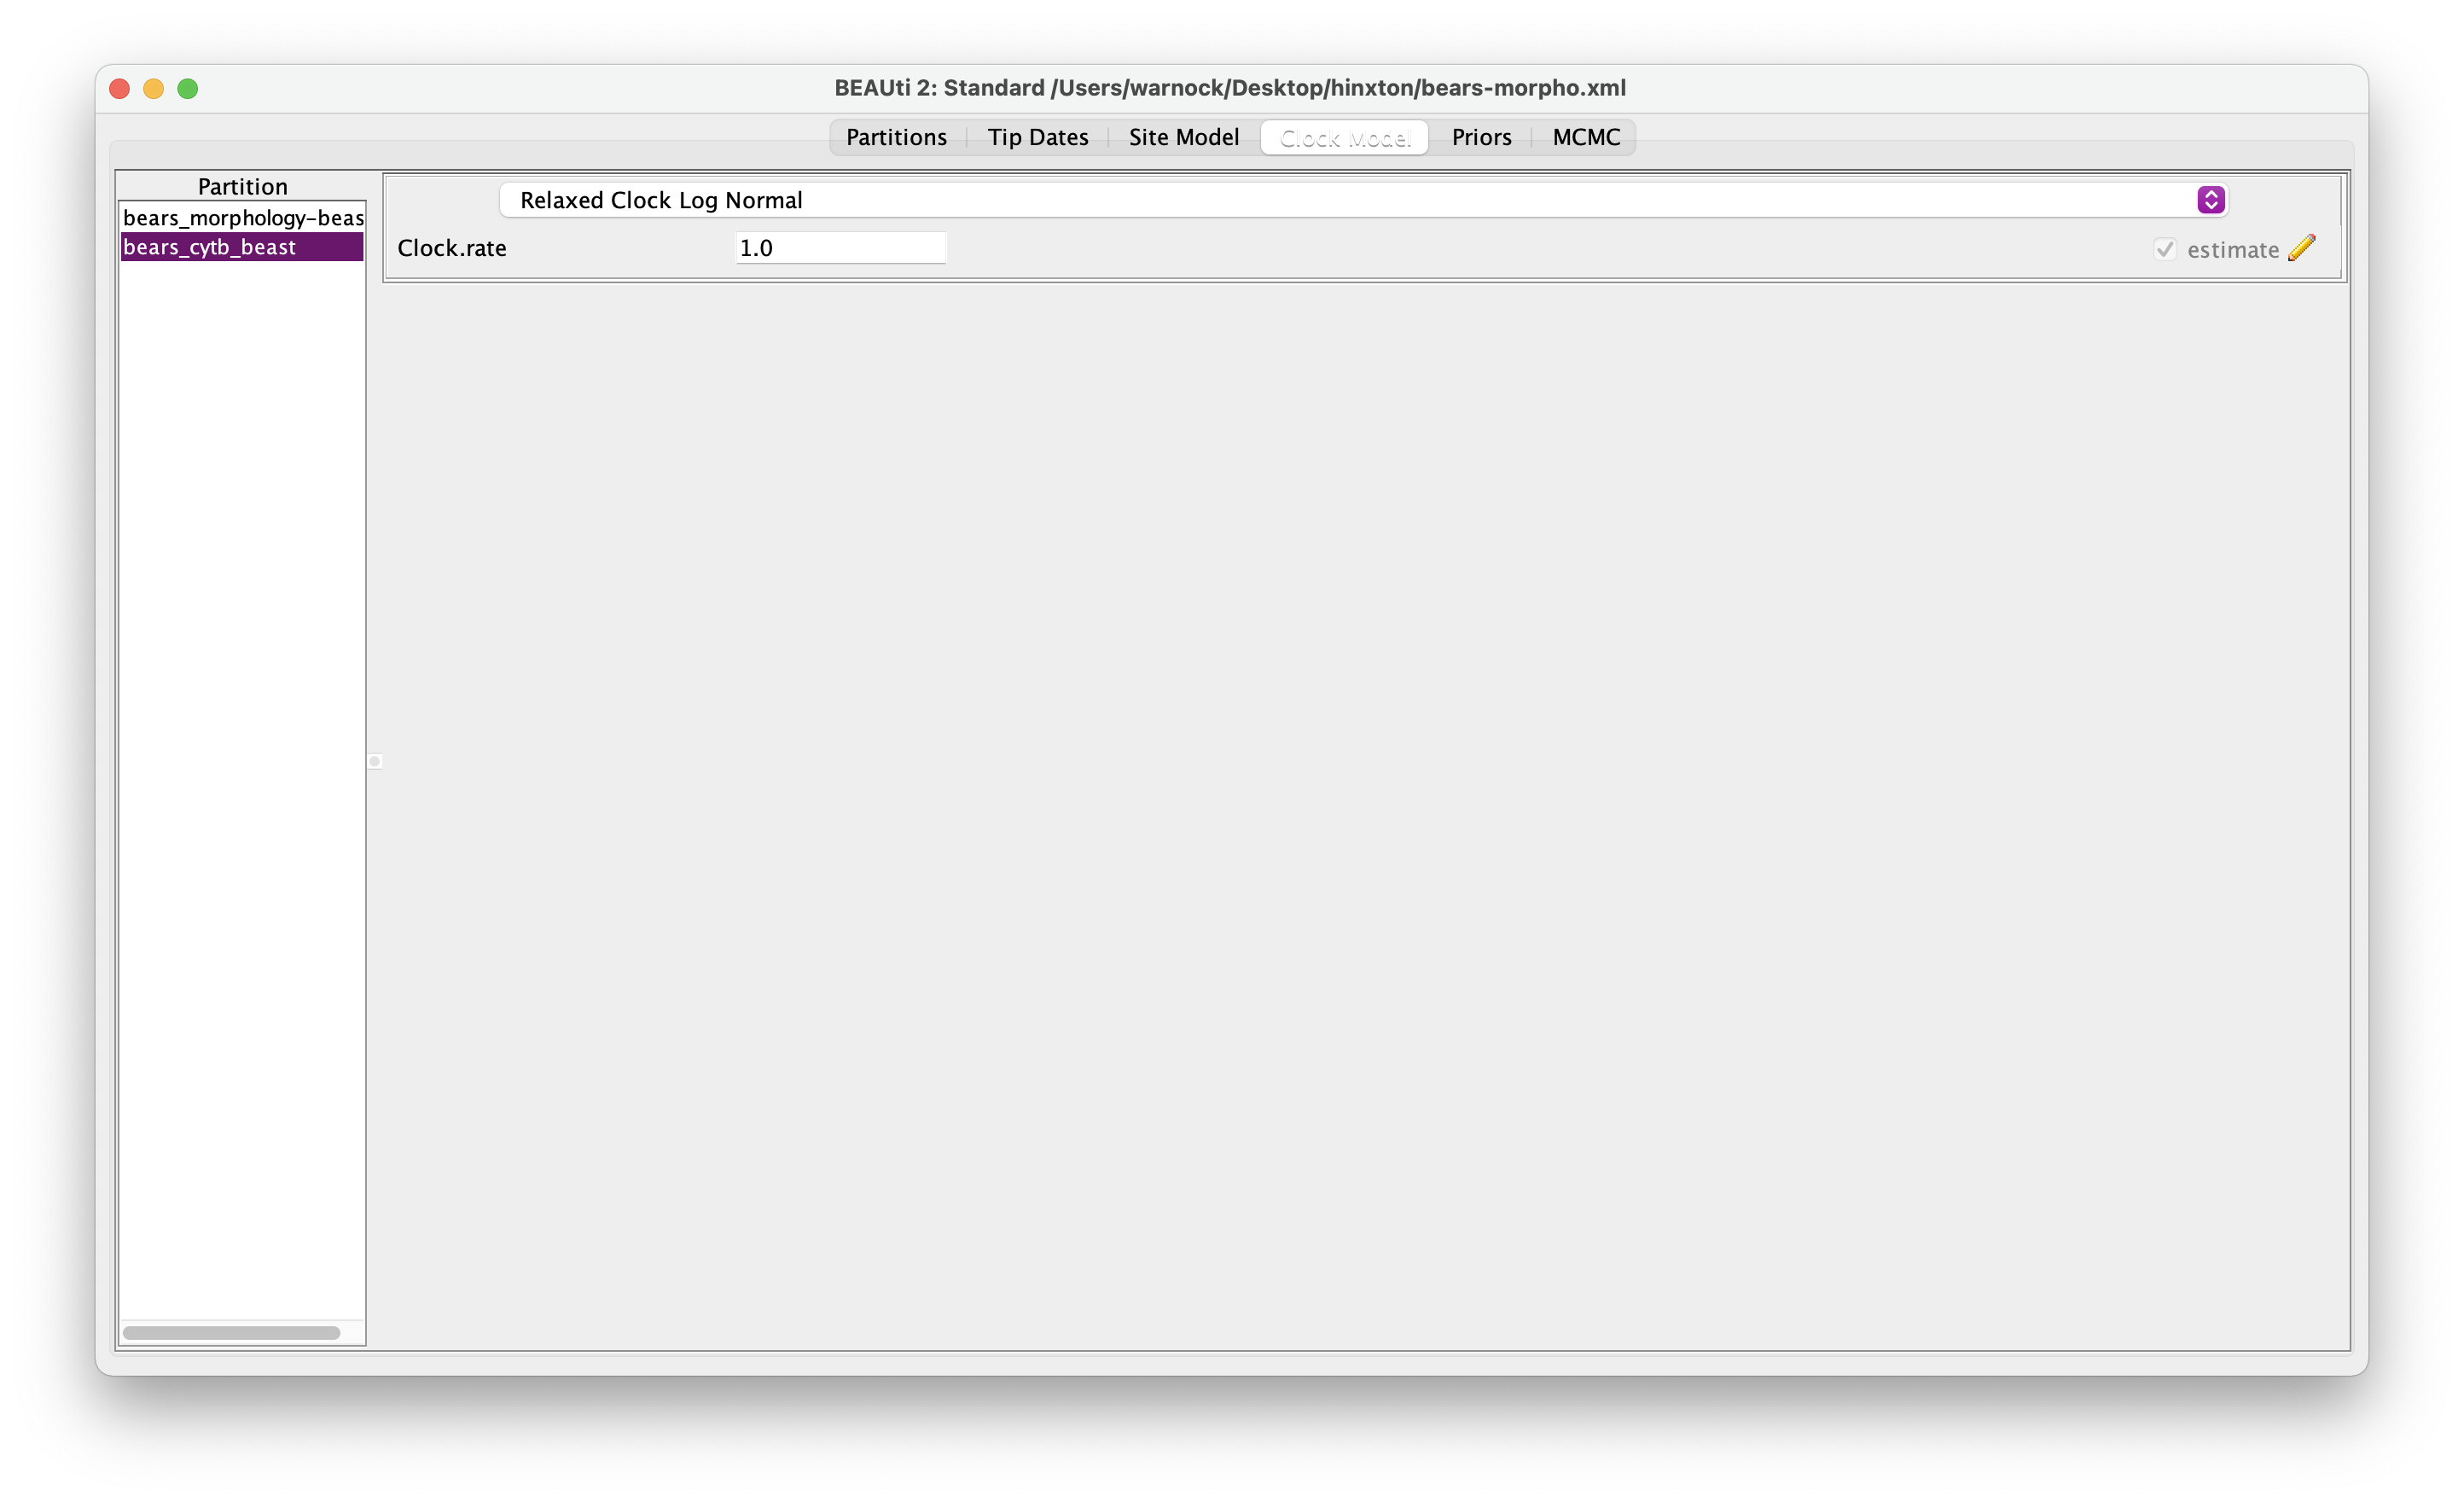 BEAUti 2: Standard /Users/warnock/Desktop/hinxton/bears-morpho.xml
Partitions Tip Dates Site Model Clock Model Priors MCMC
Partition
bears_morphology-beas
bears_cytb_beast
Relaxed Clock Log Normal
Clock.rate 1.0 estimate